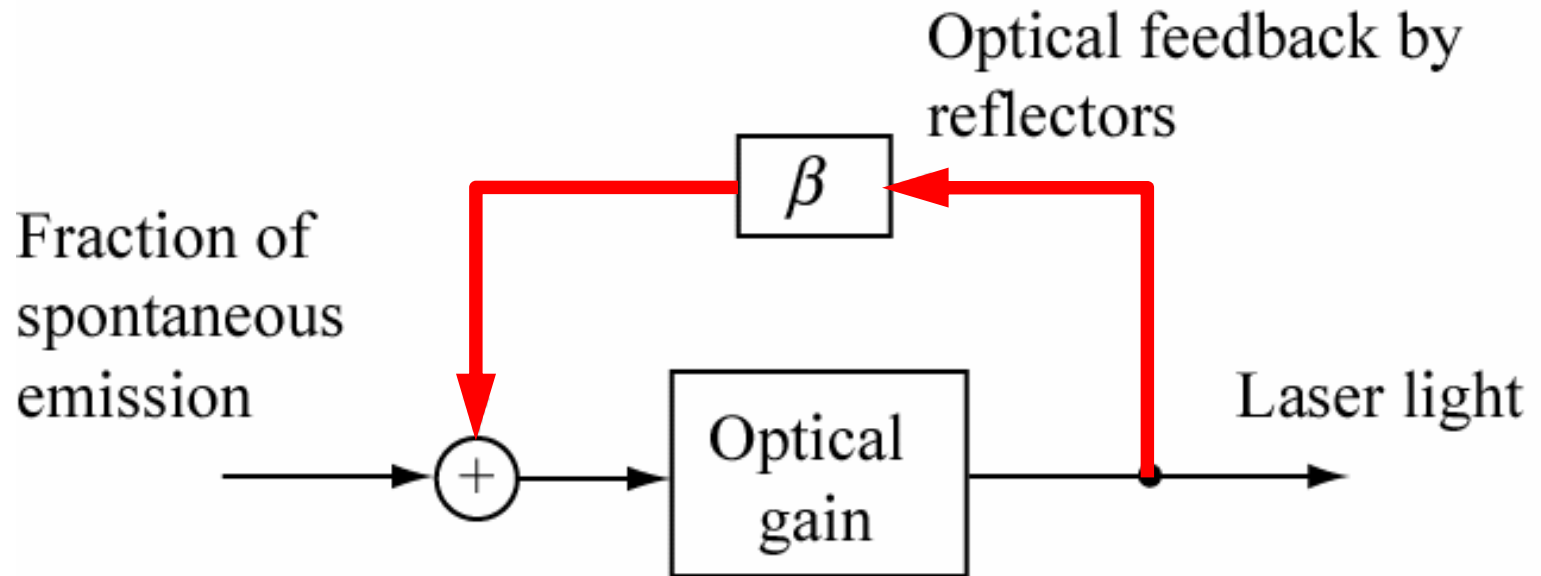 Optical feedback by
reflectors
β
Fraction of
spontaneous
emission
Laser light
Optical
gain
+